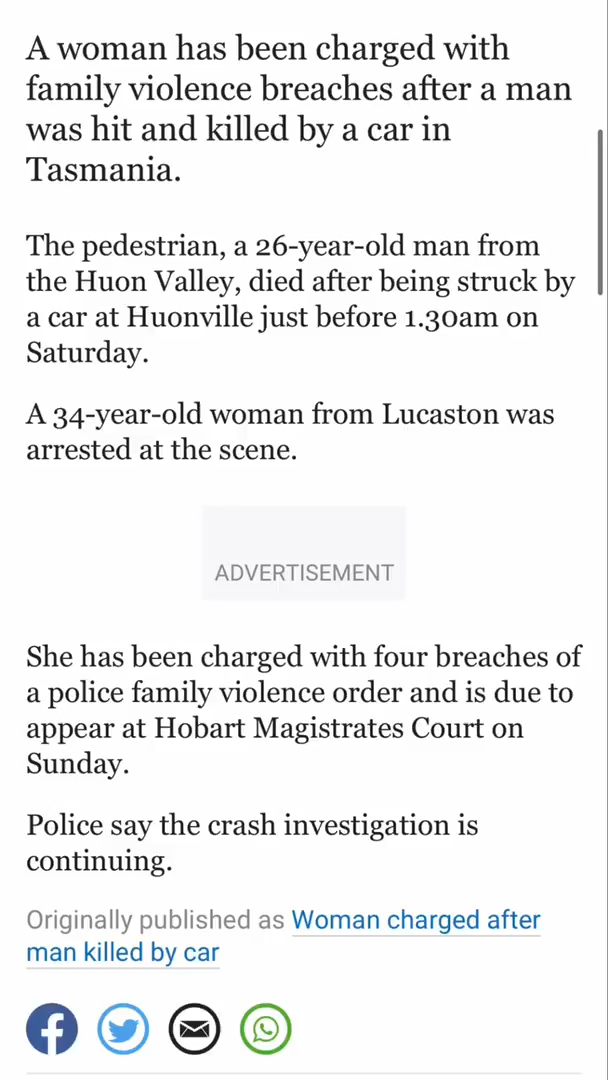 A woman has been charged with
family violence breaches after a man
was hit and killed by a car in
Tasmania.
The pedestrian, a 26-year-old man from
the Huon Valley, died after being struck by
a car at Huonville just before 1.30am on
Saturday.
A 34-year-old woman from Lucaston was
arrested at the scene.
ADVERTISEMENT
She has been charged with four breaches of
a police family violence order and is due to
appear at Hobart Magistrates Court on
Sunday.
Police say the crash investigation is
continuing.
Originally published as Woman charged after
man killed by car